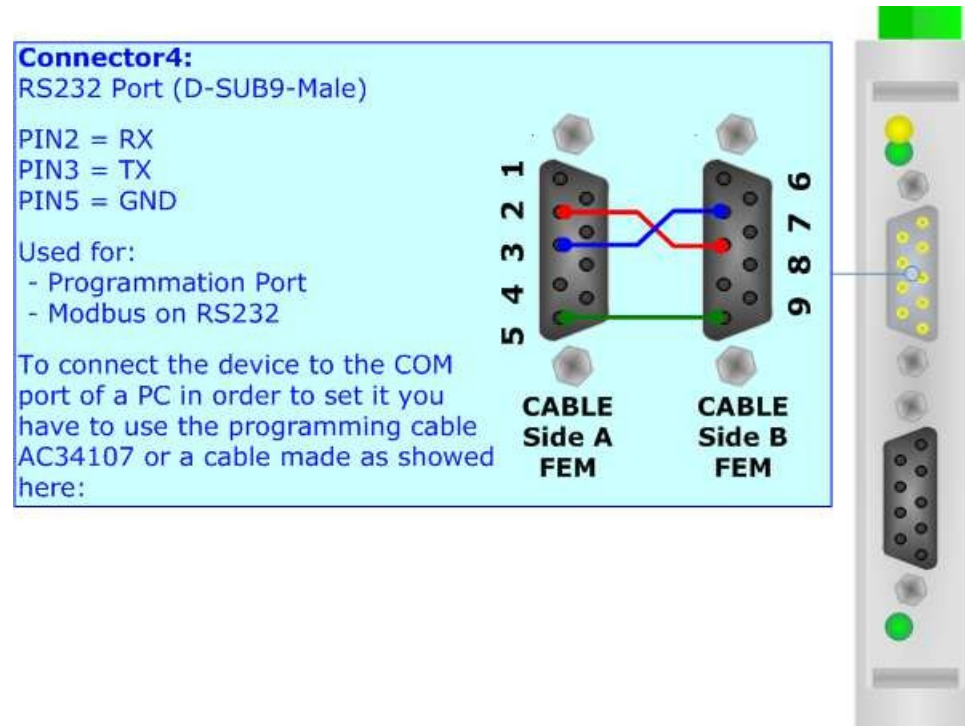 Connector4:
RS232 Port (D-SUB9-Male)
PIN2 = RX
PIN3 = TX
PIN5 = GND
Used for:
- Programmation Port
- Modbus on RS232
To connect the device to the COM
port of a PC in order to set it you
have to use the programming cable
AC34107 or a cable made as showed
here:
1
2
3
4
5
6
7
8
9
CABLE
Side A
FEM
CABLE
Side B
FEM